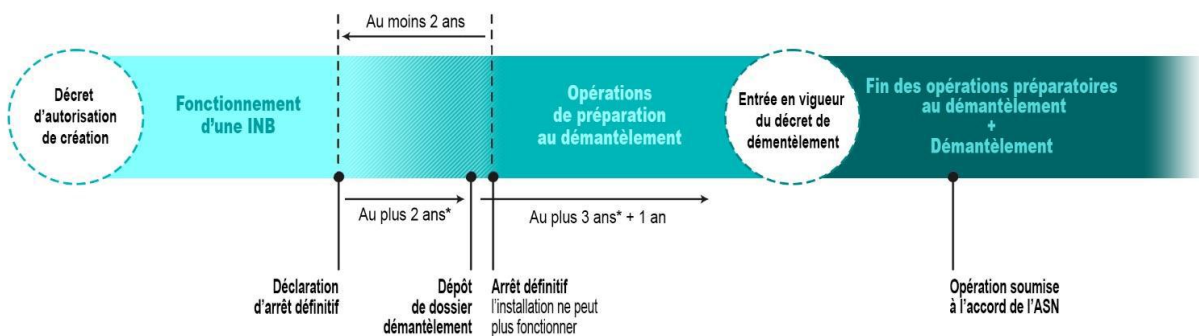 Au moins 2 ans
Décret
d'autorisation
de création
Fonctionnement
d'une INB
Opérations
de préparation
au démantèlement
Entrée en vigueur
du décret de
démentèlement
Fin des opérations préparatoires
au démantèlement
+
Démantèlement
Au plus 2 ans*
Au plus 3 ans* + 1 an
Déclaration
d'arrêt définitif
Dépôt
de dossier
démantèlement
Arrêt définitif
l'installation ne peut
plus fonctionner
Opération soumise
à l'accord de l'ASN